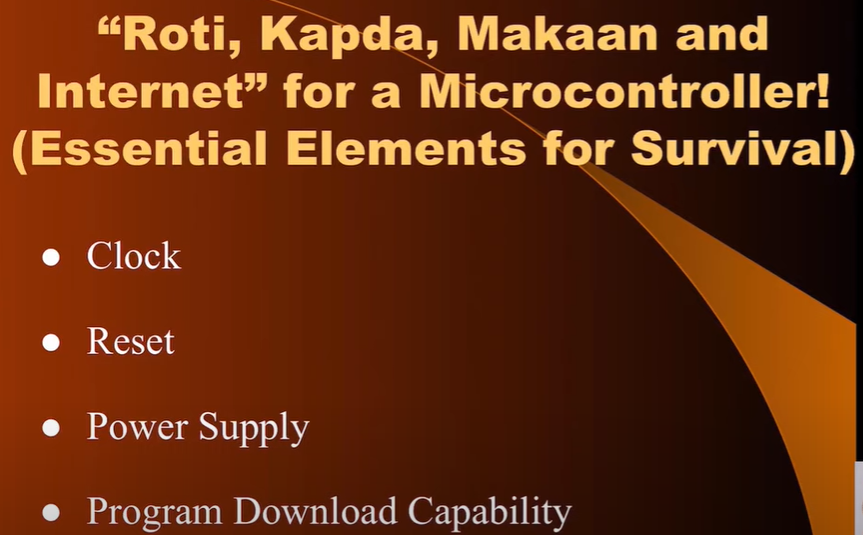 “Roti, Kapda, Makaan and
Internet” for a Microcontroller!
(Essential Elements for Survival)
● Clock
● Reset
● Power Supply
● Program Download Capability